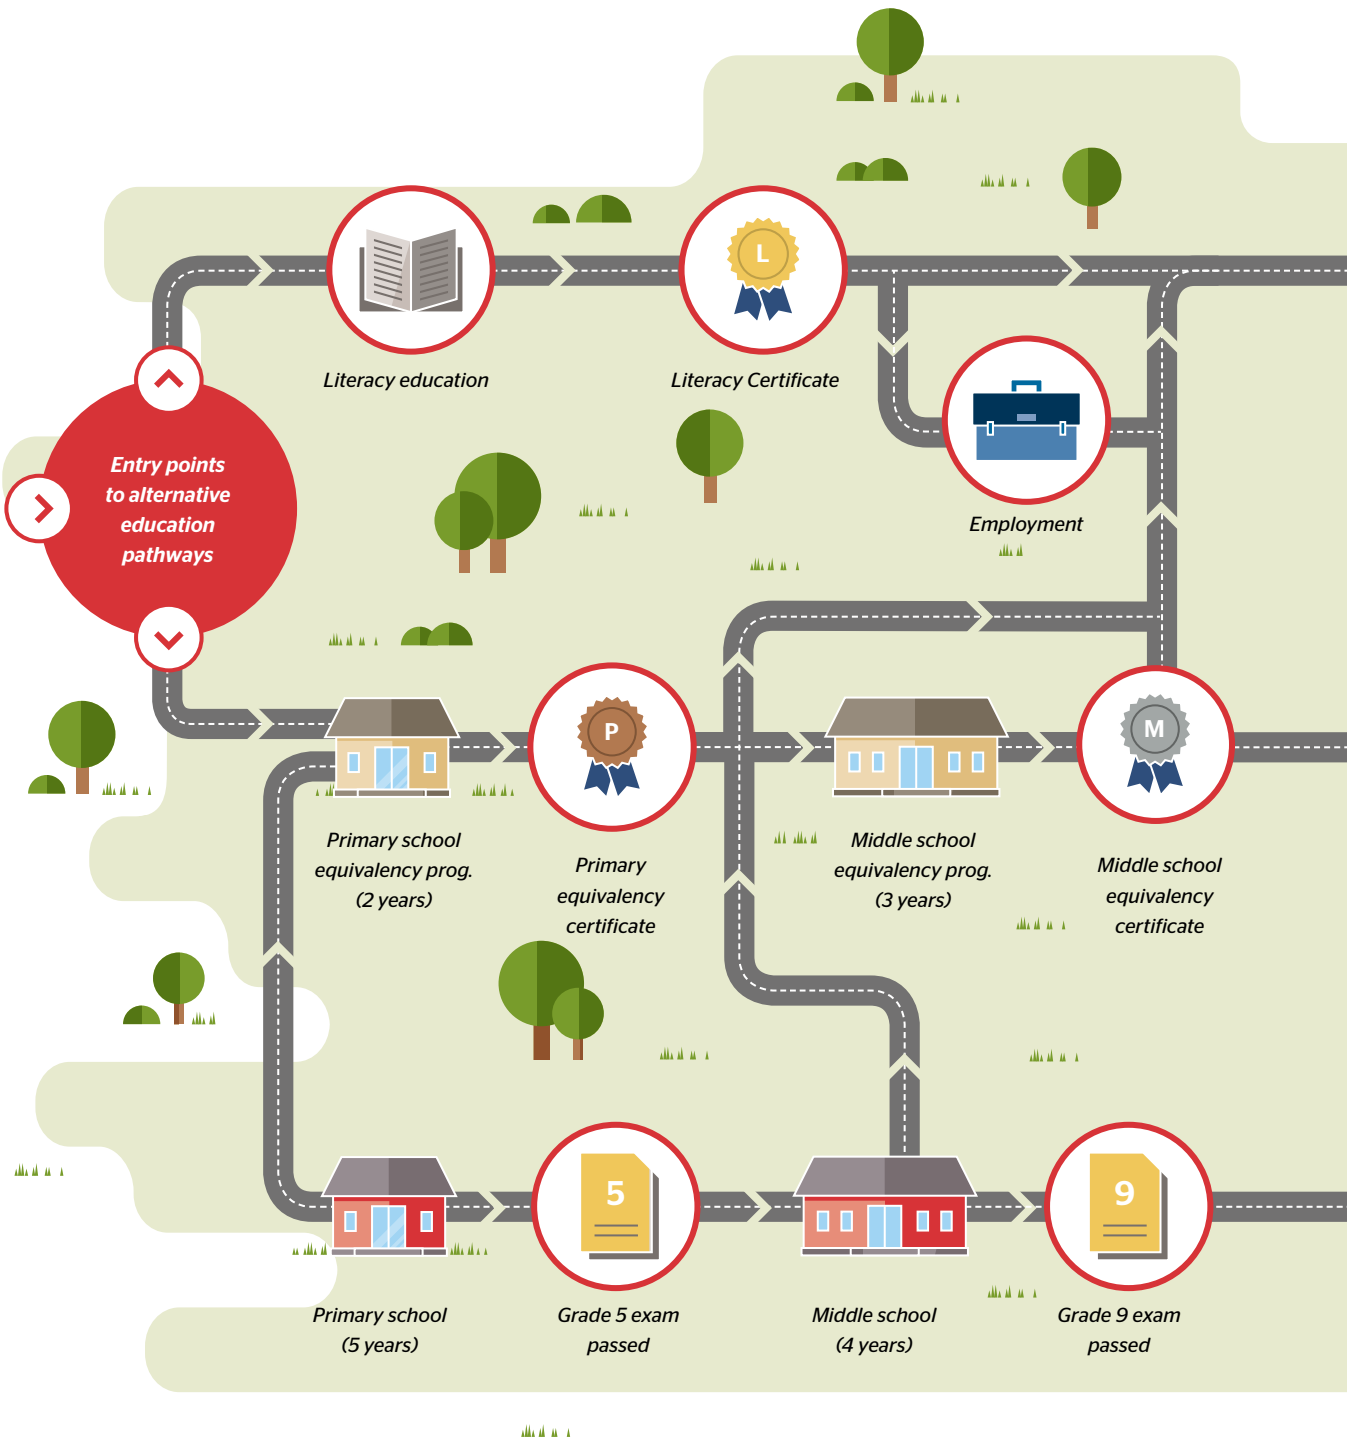 L
Literacy education
Literacy Certificate
Entry points
to alternative
education
pathways
Employment
P
M
Primary school
equivalency prog.
(2 years)
Primary
equivalency
certificate
Middle school
equivalency prog.
(3 years)
Middle school
equivalency
certificate
5
9
Primary school
(5 years)
Grade 5 exam
passed
Middle school
(4 years)
Grade 9 exam
passed